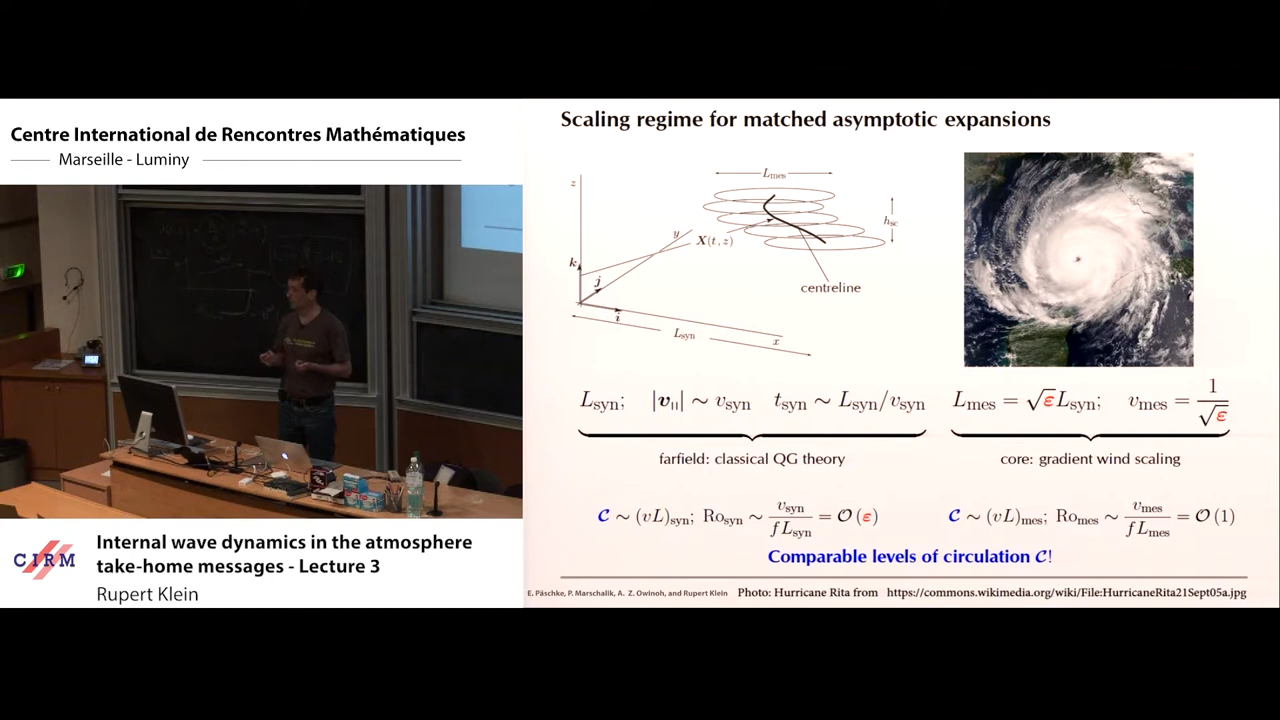 Centre International de Rencontres Mathématiques
Marseille - Luminy
Scaling regime for matched asymptotic expansions
z
L_mes
h_sc
y
X(t, z)
k
j
i
centreline
L_syn
x
L_syn; |v_||| ∼ v_syn t_syn ∼ L_syn/v_syn
farfield: classical QG theory
L_mes = √ε L_syn; v_mes = 1/√ε
core: gradient wind scaling
C ∼ (vL)_syn; Ro_syn ∼ v_syn/(f L_syn) = O(ε)
C ∼ (vL)_mes; Ro_mes ∼ v_mes/(f L_mes) = O(1)
Comparable levels of circulation C!
E. Päschke, P. Marschalik, A. Z. Owinoh, and Rupert Klein
Photo: Hurricane Rita from https://commons.wikimedia.org/wiki/File:HurricaneRita21Sept05a.jpg
CIRM
Internal wave dynamics in the atmosphere
take-home messages - Lecture 3
Rupert Klein